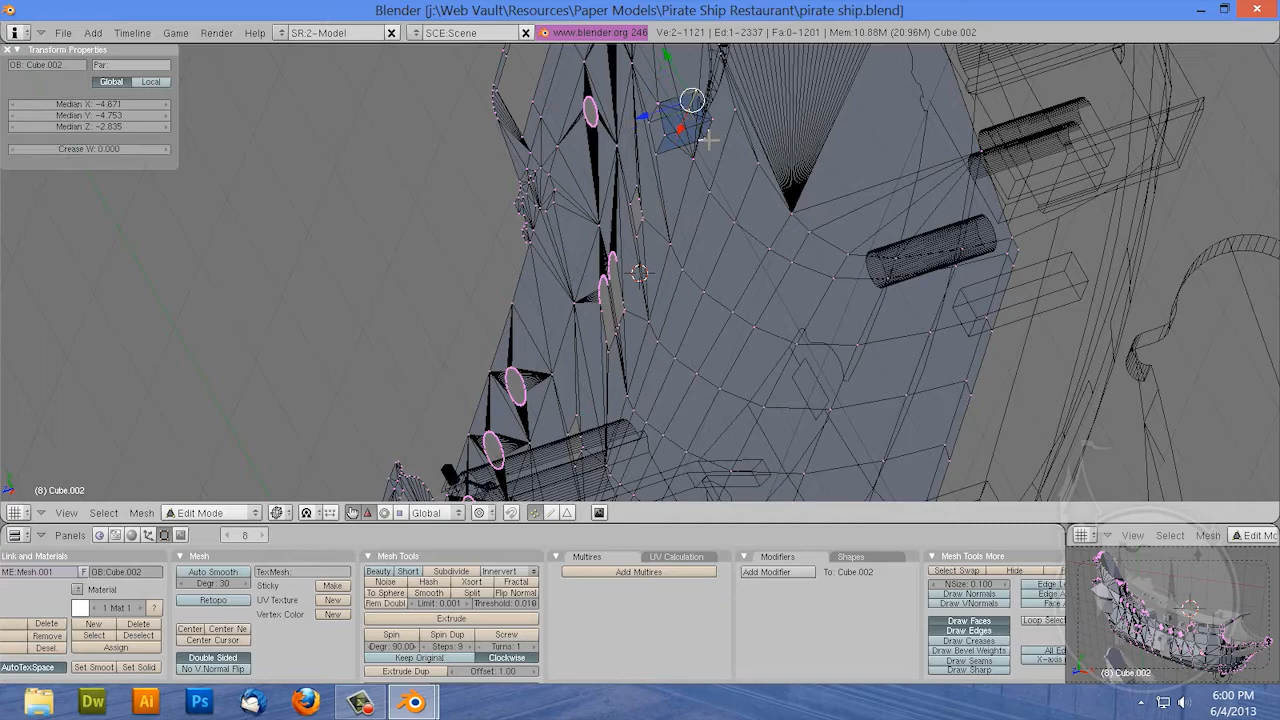 Blender [j:\Web Vault\Resources\Paper Models\Pirate Ship Restaurant\pirate ship.blend]
File Add Timeline Game Render Help SR:2-Model SCE:Scene www.blender.org 246 Ve:2-1121 | Ed:1-2337 | Fa:0-1201 | Mem:10.88M (20.96M) Cube.002
Transform Properties
OB: Cube.002 Par:
Global Local
Median X: -4.671
Median Y: -4.753
Median Z: -2.835
Crease W: 0.000
(8) Cube.002
View Select Mesh Edit Mode Global
Panels 8 View Select Mesh Edit Mo
Link and Materials
ME:Mesh.001 F OB:Cube.002
Material
1 Mat 1 ?
Delete New Delete
Remove Select Deselect
Desel. Assign
AutoTexSpace Set Smoot Set Solid
Mesh
Auto Smooth TexMesh:
Degr: 30 Sticky Make
Retopo UV Texture New
Vertex Color New
Center Center Ne
Center Cursor
Double Sided
No V.Normal Flip
Mesh Tools
Beauty Short Subdivide Innervert
Noise Hash Xsort Fractal
To Sphere Smooth Split Flip Normal
Rem Doubl Limit: 0.001 Threshold: 0.010
Extrude
Spin Spin Dup Screw
Degr: 90.00 Steps: 9 Turns: 1
Keep Original Clockwise
Extrude Dup Offset: 1.00
Multires UV Calculation
Add Multires
Modifiers Shapes
Add Modifier To: Cube.002
Mesh Tools More
Select Swap Hide
NSize: 0.100 Edge L
Draw Normals Edge A
Draw VNormals Face A
Draw Faces Loop Select
Draw Edges
Draw Creases
Draw Bevel Weights All Ed
Draw Seams X-axis
Draw Sharp
(8) Cube.002
Dw Ai Ps
6:00 PM
6/4/2013